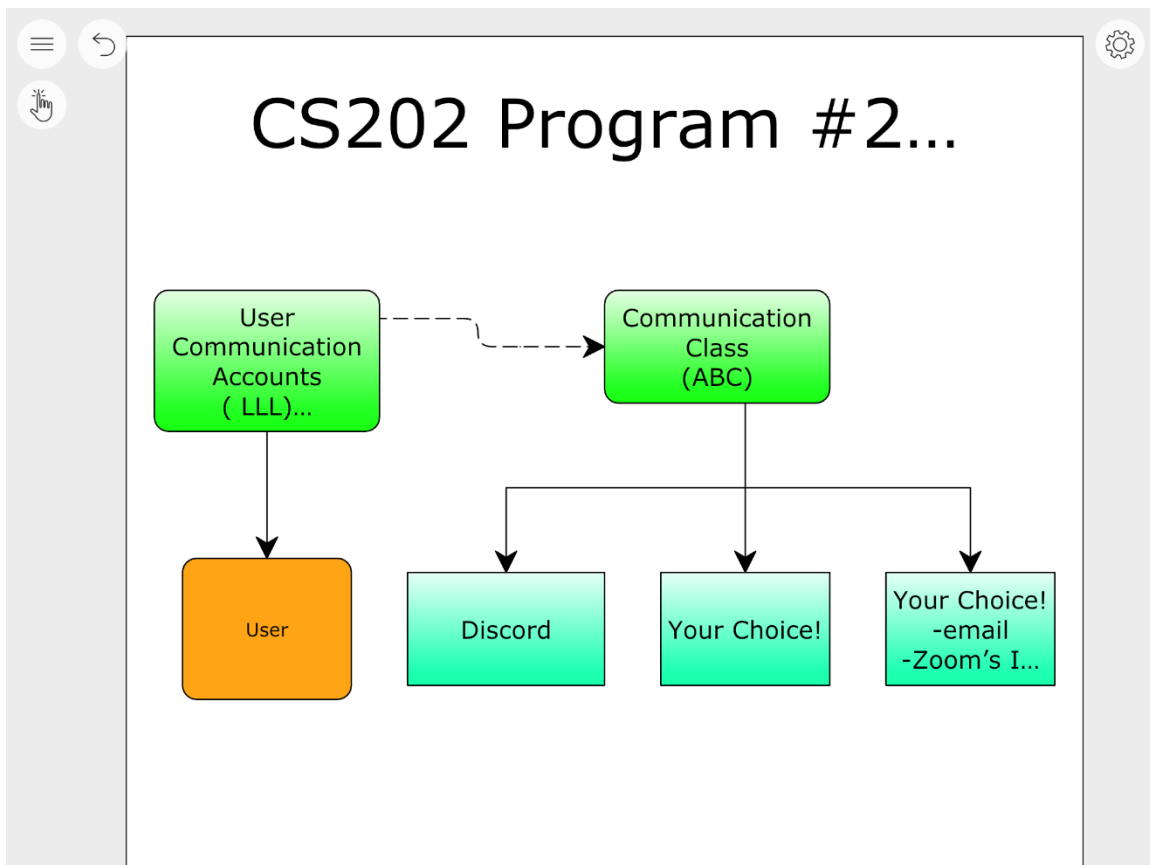 CS202 Program #2…
User
Communication
Accounts
( LLL)…
Communication
Class
(ABC)
User
Discord
Your Choice!
Your Choice!
-email
-Zoom’s I…